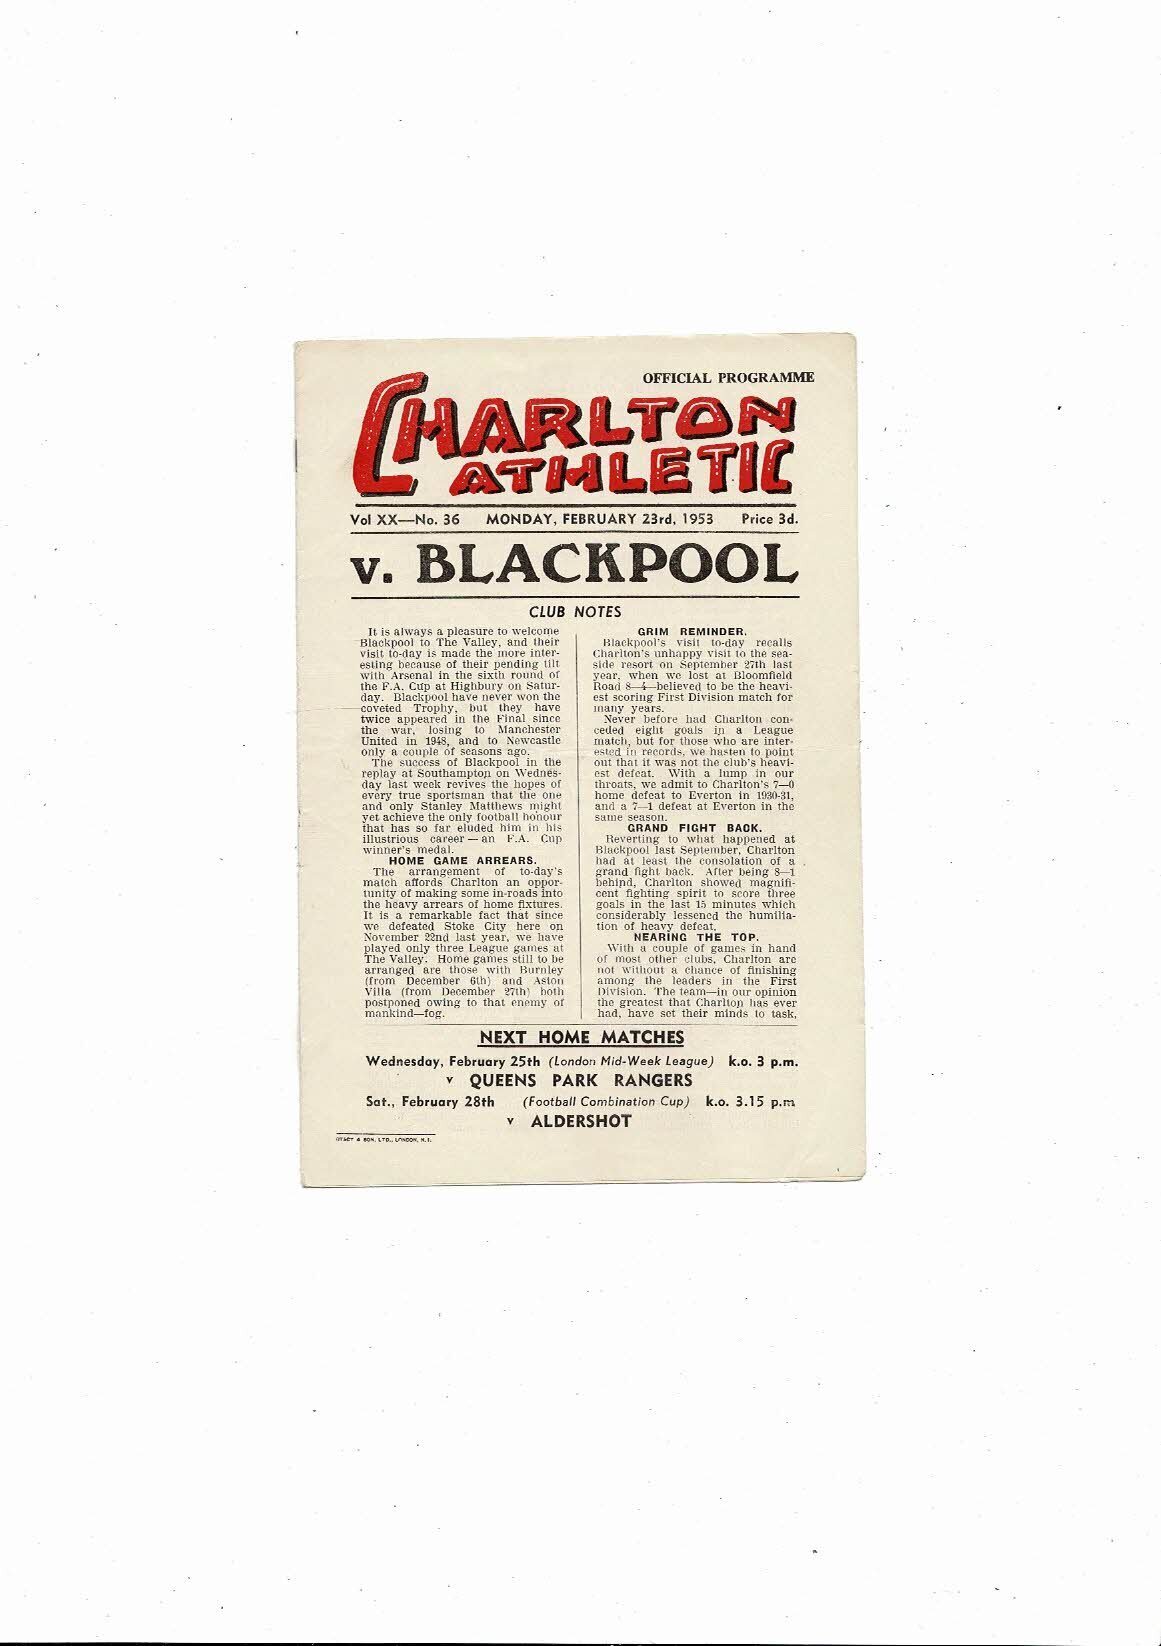 OFFICIAL PROGRAMME
CHARLTON
ATHLETIC
Vol XX—No. 36 MONDAY, FEBRUARY 23rd, 1953 Price 3d.
v. BLACKPOOL
CLUB NOTES
It is always a pleasure to welcome
Blackpool to The Valley, and their
visit to-day is made the more inter-
esting because of their pending tilt
with Arsenal in the sixth round of
the F.A. Cup at Highbury on Satur-
day. Blackpool have never won the
coveted Trophy, but they have
twice appeared in the Final since
the war, losing to Manchester
United in 1948, and to Newcastle
only a couple of seasons ago.
The success of Blackpool in the
replay at Southampton on Wednes-
day last week revives the hopes of
every true sportsman that the one
and only Stanley Matthews might
yet achieve the only football honour
that has so far eluded him in his
illustrious career — an F.A. Cup
winner's medal.
HOME GAME ARREARS.
The arrangement of to-day's
match affords Charlton an oppor-
tunity of making some in-roads into
the heavy arrears of home fixtures.
It is a remarkable fact that since
we defeated Stoke City here on
November 22nd last year, we have
played only three League games at
The Valley. Home games still to be
arranged are those with Burnley
(from December 6th) and Aston
Villa (from December 27th) both
postponed owing to that enemy of
mankind—fog.
GRIM REMINDER.
Blackpool's visit to-day recalls
Charlton's unhappy visit to the sea-
side resort on September 27th last
year, when we lost at Bloomfield
Road 8—4—believed to be the heavi-
est scoring First Division match for
many years.
Never before had Charlton con-
ceded eight goals in a League
match, but for those who are inter-
ested in records, we hasten to point
out that it was not the club's heavi-
est defeat. With a lump in our
throats, we admit to Charlton's 7—0
home defeat to Everton in 1930-31,
and a 7—1 defeat at Everton in the
same season.
GRAND FIGHT BACK.
Reverting to what happened at
Blackpool last September, Charlton
had at least the consolation of a
grand fight back. After being 8—1
behind, Charlton showed magnifi-
cent fighting spirit to score three
goals in the last 15 minutes which
considerably lessened the humilia-
tion of heavy defeat.
NEARING THE TOP.
With a couple of games in hand
of most other clubs, Charlton are
not without a chance of finishing
among the leaders in the First
Division. The team—in our opinion
the greatest that Charlton has ever
had, have set their minds to task,
NEXT HOME MATCHES
Wednesday, February 25th (London Mid-Week League) k.o. 3 p.m.
v QUEENS PARK RANGERS
Sat., February 28th (Football Combination Cup) k.o. 3.15 p.m
v ALDERSHOT
& SON, LTD., LONDON, N.1.